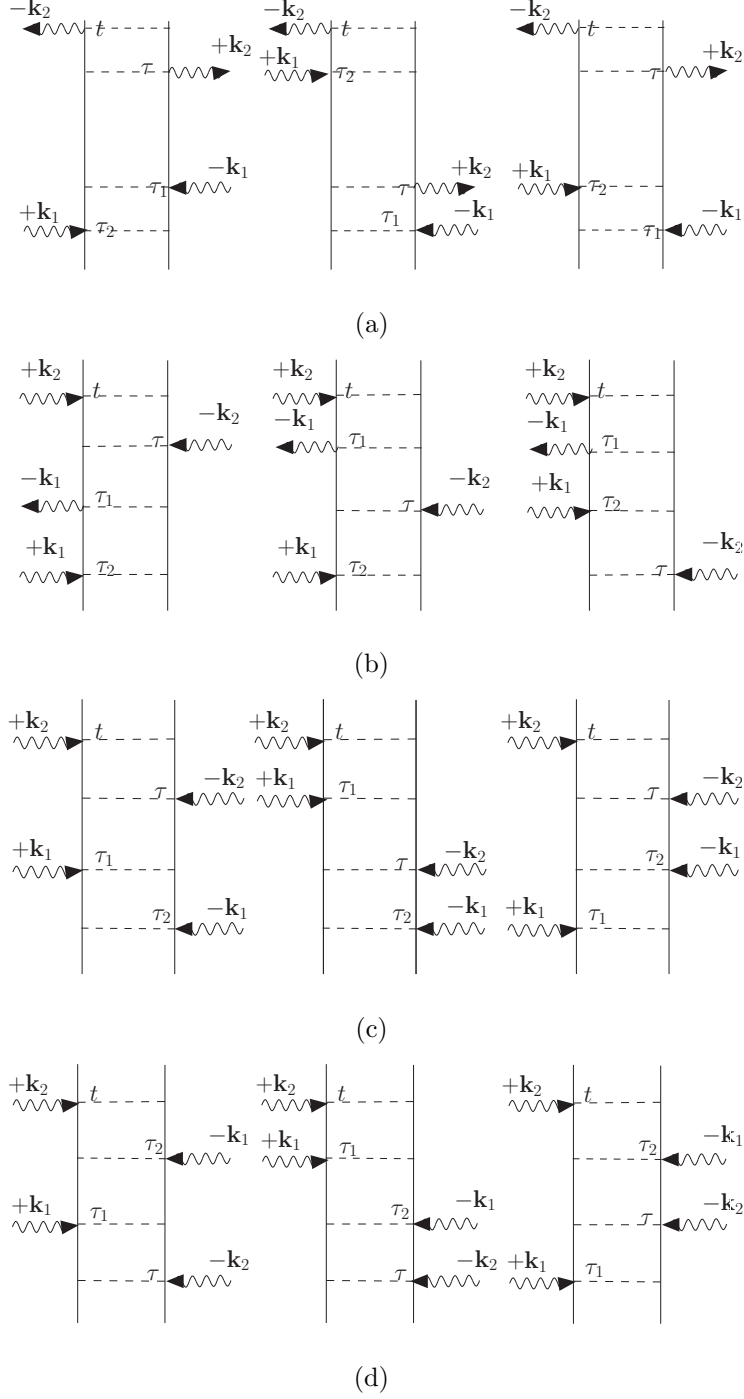 −k₂ t −k₂ t −k₂ t
+k₂ +k₁ τ₂ +k₂
τ τ
−k₁ +k₂ +k₁
τ₁ τ τ₂
+k₁ τ₂ τ₁ −k₁ τ₁ −k₁
(a)
+k₂ t +k₂ t +k₂ t
−k₂ −k₁ −k₁
τ τ₁ τ₁
−k₁ τ₁ −k₂ τ +k₁ τ₂
+k₁ τ₂ +k₁ τ₂ −k₂ τ
(b)
+k₂ t +k₂ t +k₂ t
τ −k₂ +k₁ τ₁ τ −k₂
+k₁ τ₁ τ −k₂ τ₂ −k₁
τ₂ −k₁ τ₂ −k₁ +k₁ τ₁
(c)
+k₂ t +k₂ t +k₂ t
τ₂ −k₁ +k₁ τ₁ τ₂ −k₁
+k₁ τ₁ τ₂ −k₁ τ −k₂
τ −k₂ τ −k₂ +k₁ τ₁
(d)